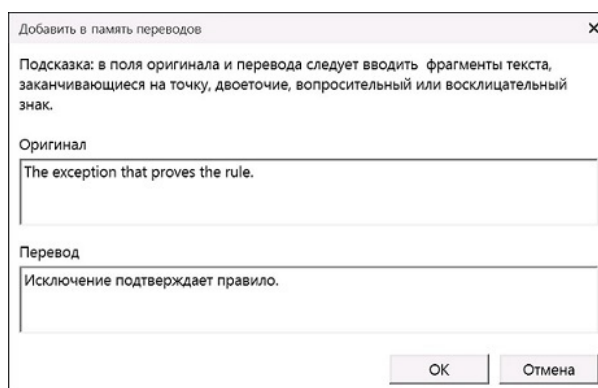 Добавить в память переводов
Подсказка: в поля оригинала и перевода следует вводить фрагменты текста,
заканчивающиеся на точку, двоеточие, вопросительный или восклицательный
знак.
Оригинал
The exception that proves the rule.
Перевод
Исключение подтверждает правило.
OK Отмена